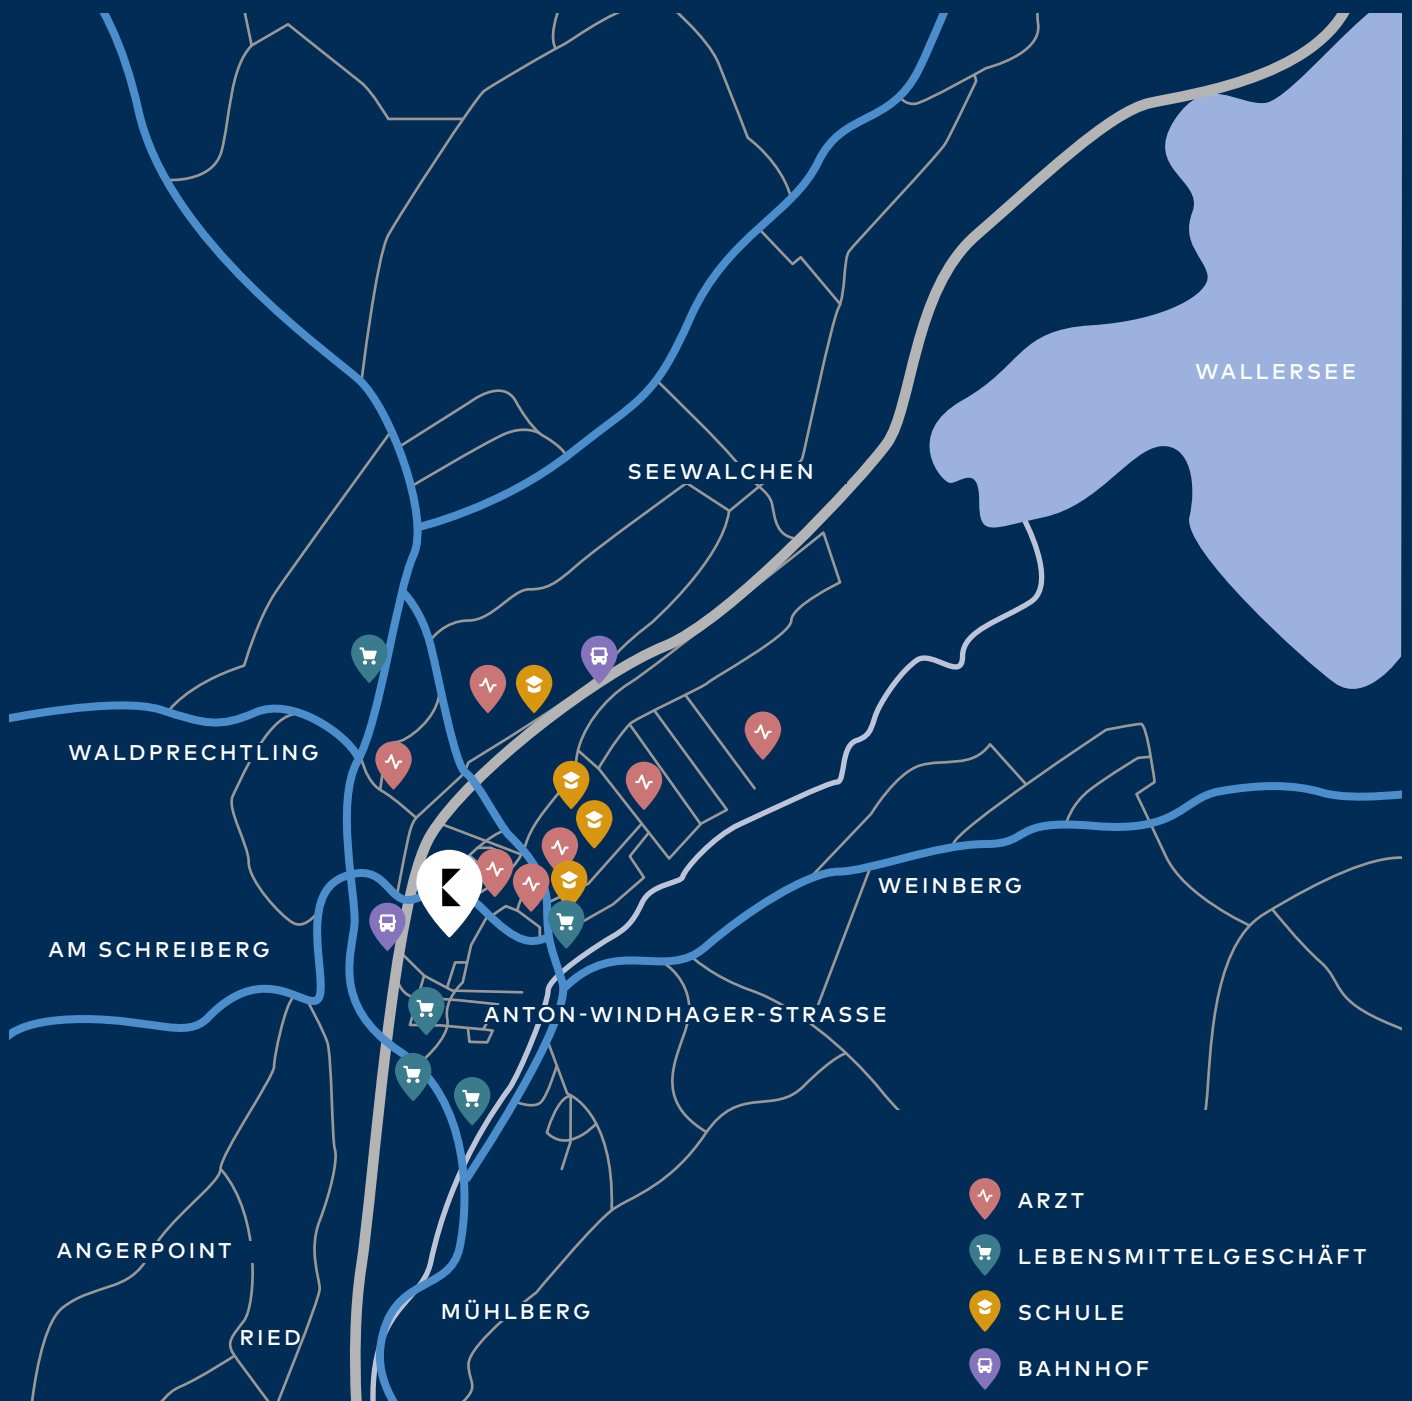 WALLERSEE
SEEWALCHEN
WALDPRECHTLING
WEINBERG
AM SCHREIBERG
ANTON-WINDHAGER-STRASSE
ANGERPOINT
MÜHLBERG
RIED
ARZT
LEBENSMITTELGESCHÄFT
SCHULE
BAHNHOF